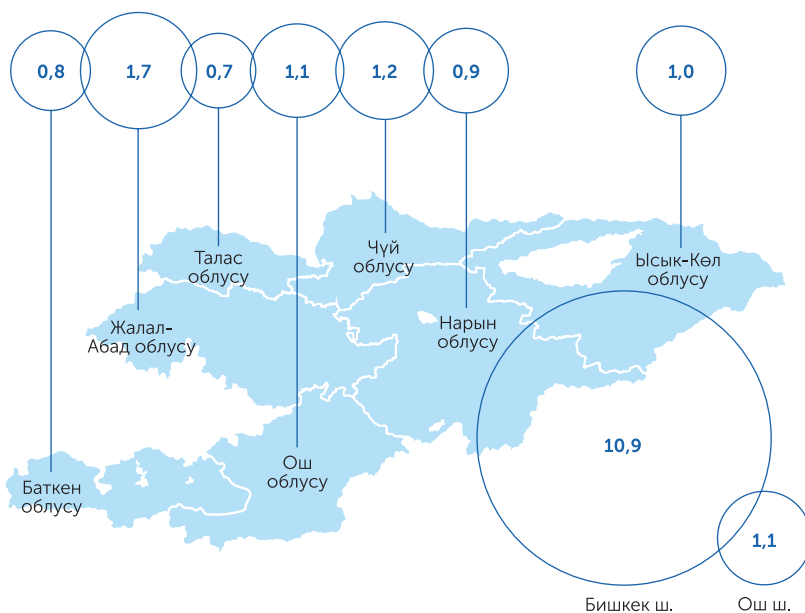 0,8
1,7
0,7
1,1
1,2
0,9
1,0
Талас
облусу
Чүй
облусу
Ысык-Көл
облусу
Жалал-
Абад облусу
Нарын
облусу
Баткен
облусу
Ош
облусу
10,9
1,1
Бишкек ш.
Ош ш.